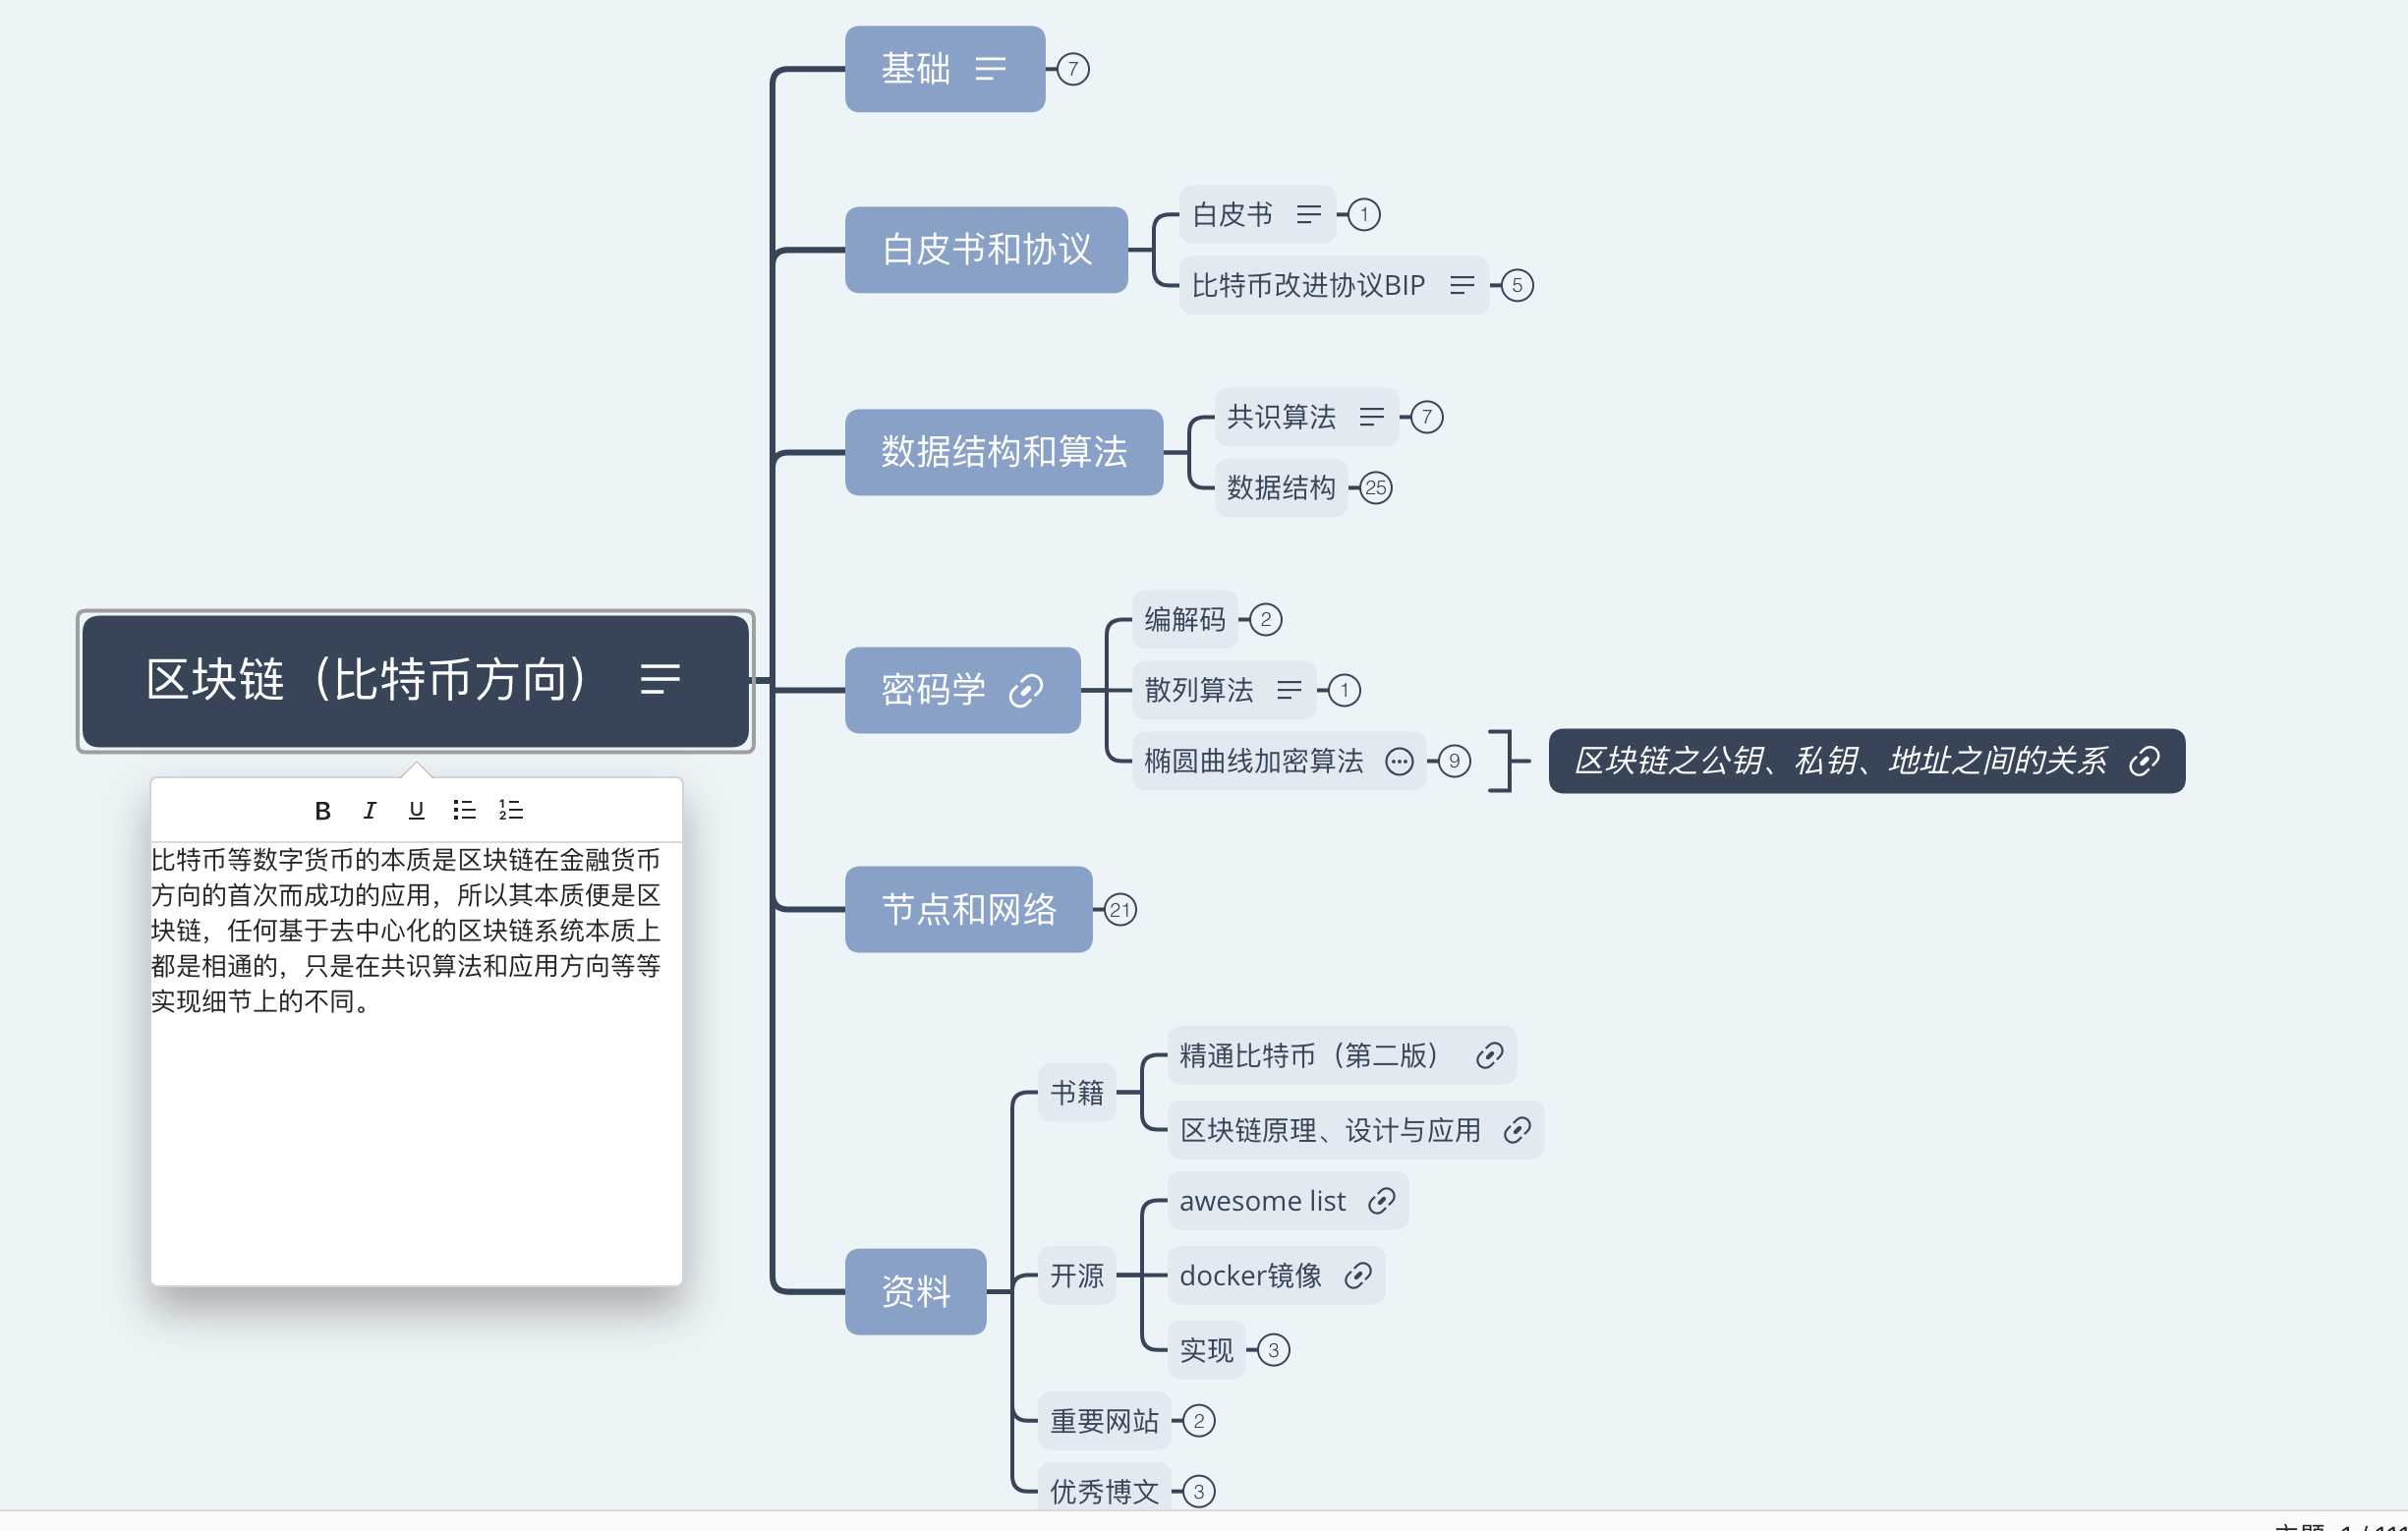 基础
7
白皮书和协议
白皮书
1
比特币改进协议BIP
5
数据结构和算法
共识算法
7
数据结构
25
区块链（比特币方向）
密码学
编解码
2
散列算法
1
椭圆曲线加密算法
9
区块链之公钥、私钥、地址之间的关系
B I U
比特币等数字货币的本质是区块链在金融货币
方向的首次而成功的应用，所以其本质便是区
块链，任何基于去中心化的区块链系统本质上
都是相通的，只是在共识算法和应用方向等等
实现细节上的不同。
节点和网络
21
资料
书籍
精通比特币（第二版）
区块链原理、设计与应用
开源
awesome list
docker镜像
实现
3
重要网站
2
优秀博文
3